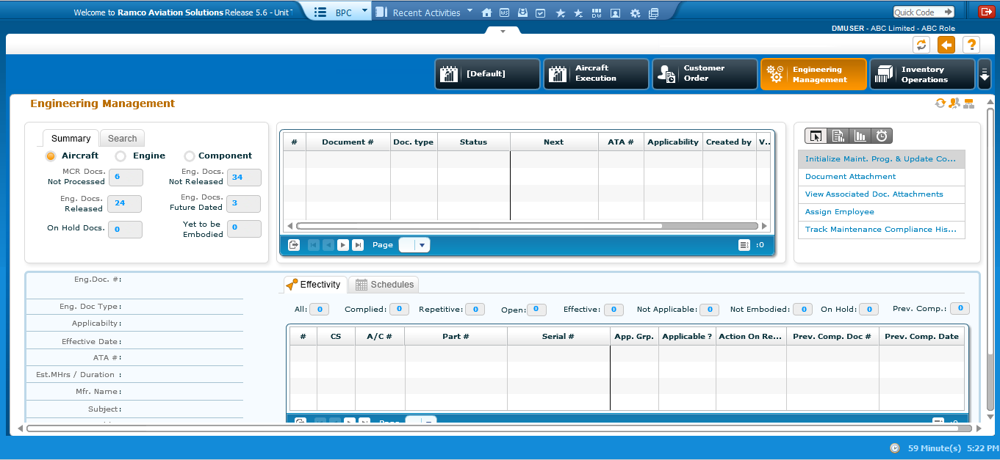 Welcome to Ramco Aviation Solutions Release 5.6 - Unit
BPC
Recent Activities
Quick Code
DMUSER - ABC Limited - ABC Role
[Default]
Aircraft
Execution
Customer
Order
Engineering
Management
Inventory
Operations
Engineering Management
Summary
Search
Aircraft
Engine
Component
MCR Docs.
Not Processed
6
Eng. Docs.
Not Released
34
Eng. Docs.
Released
24
Eng. Docs.
Future Dated
3
On Hold Docs.
0
Yet to be
Embodied
0
# Document # Doc. type Status Next ATA # Applicability Created by V..
Page
:0
Initialize Maint. Prog. & Update Co...
Document Attachment
View Associated Doc. Attachments
Assign Employee
Track Maintenance Compliance His...
Eng.Doc. #:
Eng. Doc Type:
Applicabilty:
Effective Date:
ATA #:
Est.MHrs / Duration :
Mfr. Name:
Subject:
Effectivity
Schedules
All: 0 Complied: 0 Repetitive: 0 Open: 0 Effective: 0 Not Applicable: 0 Not Embodied: 0 On Hold: 0 Prev. Comp.: 0
# CS A/C # Part # Serial # App. Grp. Applicable ? Action On Re... Prev. Comp. Doc # Prev. Comp. Date
Page
:0
59 Minute(s) 5:22 PM